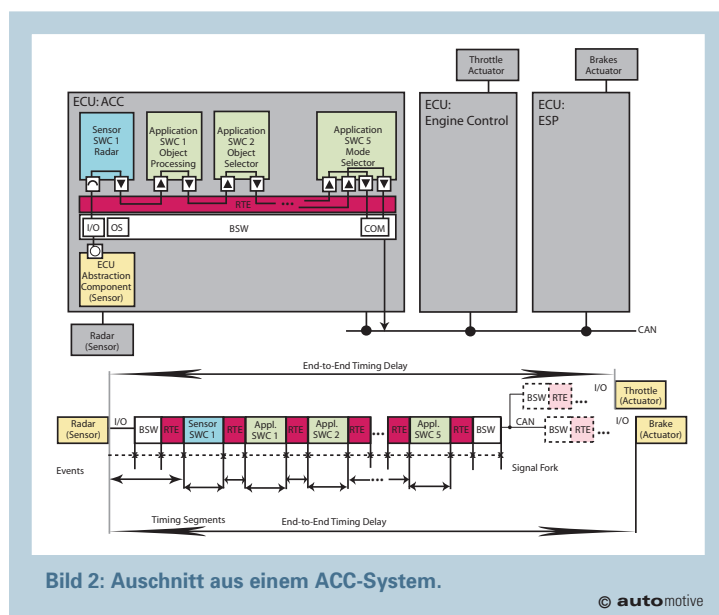 Throttle
Actuator
Brakes
Actuator
ECU: ACC
Sensor
SWC 1
Radar
Application
SWC 1
Object
Processing
Application
SWC 2
Object
Selector
Application
SWC 5
Mode
Selector
ECU:
Engine Control
ECU:
ESP
RTE
I/O
OS
BSW
COM
ECU
Abstraction
Component
(Sensor)
Radar
(Sensor)
CAN
End-to-End Timing Delay
Radar
(Sensor)
I/O
BSW
RTE
Sensor
SWC 1
RTE
Appl.
SWC 1
RTE
Appl.
SWC 2
RTE
RTE
Appl.
SWC 5
RTE
BSW
BSW
RTE
...
I/O
Throttle
(Actuator)
CAN
BSW
RTE
...
I/O
Brake
(Actuator)
Events
Signal Fork
Timing Segments
End-to-End Timing Delay
Bild 2: Auschnitt aus einem ACC-System.
© automotive